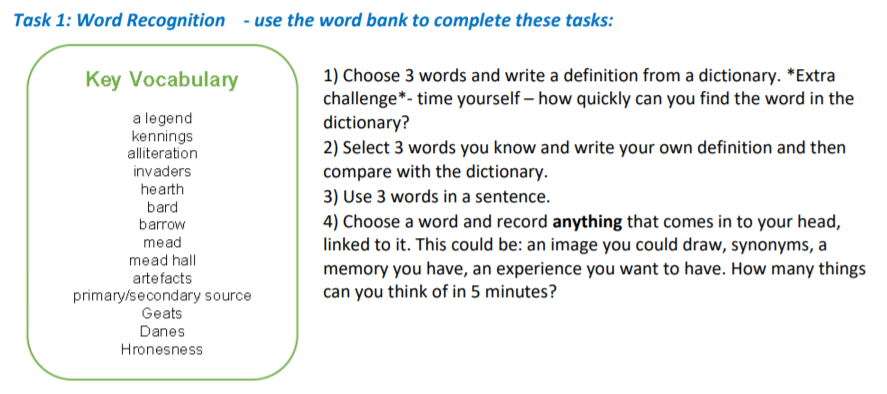 Task 1: Word Recognition - use the word bank to complete these tasks:
Key Vocabulary
a legend
kennings
alliteration
invaders
hearth
bard
barrow
mead
mead hall
artefacts
primary/secondary source
Geats
Danes
Hronesness
1) Choose 3 words and write a definition from a dictionary. *Extra
challenge*- time yourself – how quickly can you find the word in the
dictionary?
2) Select 3 words you know and write your own definition and then
compare with the dictionary.
3) Use 3 words in a sentence.
4) Choose a word and record anything that comes in to your head,
linked to it. This could be: an image you could draw, synonyms, a
memory you have, an experience you want to have. How many things
can you think of in 5 minutes?